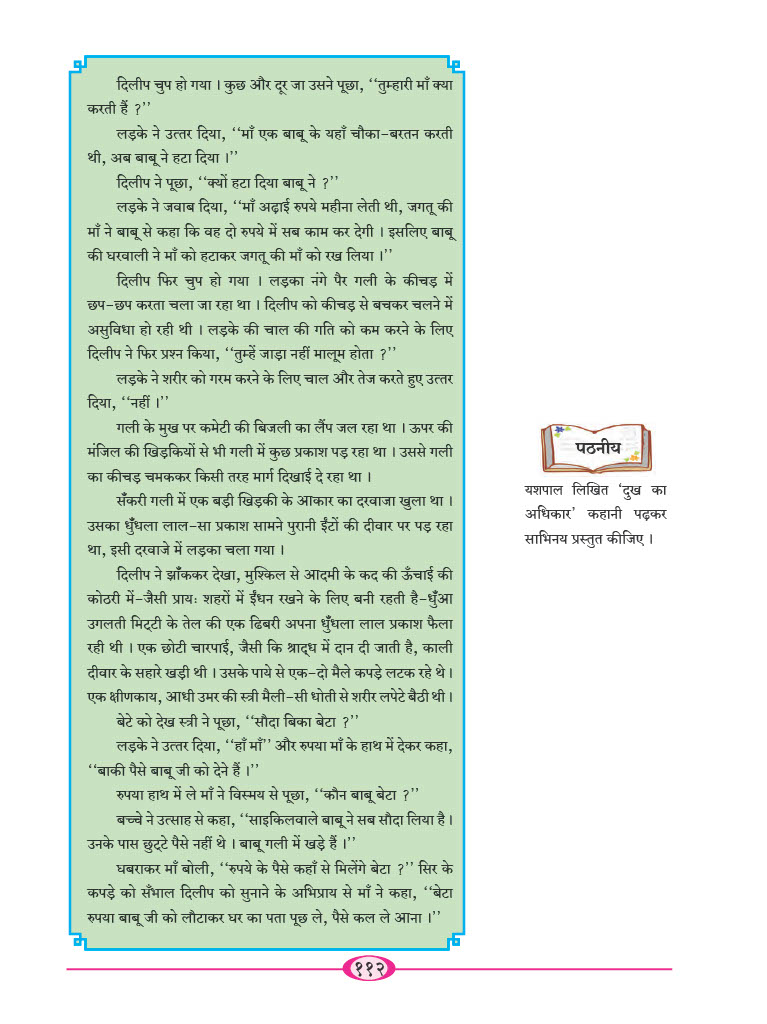 दिलीप चुप हो गया । कुछ और दूर जा उसने पूछा, ‘‘तुम्हारी माँ क्या
करती हैं ?’’
लड़के ने उत्तर दिया, ‘‘माँ एक बाबू के यहाँ चौका-बरतन करती
थी, अब बाबू ने हटा दिया ।’’
दिलीप ने पूछा, ‘‘क्यों हटा दिया बाबू ने ?’’
लड़के ने जवाब दिया, ‘‘माँ अढ़ाई रुपये महीना लेती थी, जगतू की
माँ ने बाबू से कहा कि वह दो रुपये में सब काम कर देगी । इसलिए बाबू
की घरवाली ने माँ को हटाकर जगतू की माँ को रख लिया ।’’
दिलीप फिर चुप हो गया । लड़का नंगे पैर गली के कीचड़ में
छप-छप करता चला जा रहा था । दिलीप को कीचड़ से बचकर चलने में
असुविधा हो रही थी । लड़के की चाल की गति को कम करने के लिए
दिलीप ने फिर प्रश्न किया, ‘‘तुम्हें जाड़ा नहीं मालूम होता ?’’
लड़के ने शरीर को गरम करने के लिए चाल और तेज करते हुए उत्तर
दिया, ‘‘नहीं ।’’
गली के मुख पर कमेटी की बिजली का लैंप जल रहा था । ऊपर की
मंजिल की खिड़कियों से भी गली में कुछ प्रकाश पड़ रहा था । उससे गली
का कीचड़ चमककर किसी तरह मार्ग दिखाई दे रहा था ।
सँकरी गली में एक बड़ी खिड़की के आकार का दरवाजा खुला था ।
उसका धुँधला लाल-सा प्रकाश सामने पुरानी ईंटों की दीवार पर पड़ रहा
था, इसी दरवाजे में लड़का चला गया ।
दिलीप ने झाँककर देखा, मुश्किल से आदमी के कद की ऊँचाई की
कोठरी में-जैसी प्रायः शहरों में ईंधन रखने के लिए बनी रहती है-धुँआ
उगलती मिट्‌टी के तेल की एक ढिबरी अपना धुँधला लाल प्रकाश फैला
रही थी । एक छोटी चारपाई, जैसी कि श्राद्‌ध में दान दी जाती है, काली
दीवार के सहारे खड़ी थी । उसके पाये से एक-दो मैले कपड़े लटक रहे थे ।
एक क्षीणकाय, आधी उमर की स्त्री मैली-सी धोती से शरीर लपेटे बैठी थी ।
बेटे को देख स्त्री ने पूछा, ‘‘सौदा बिका बेटा ?’’
लड़के ने उत्तर दिया, ‘‘हाँ माँ’’ और रुपया माँ के हाथ में देकर कहा,
‘‘बाकी पैसे बाबू जी को देने हैं ।’’
रुपया हाथ में ले माँ ने विस्मय से पूछा, ‘‘कौन बाबू बेटा ?’’
बच्चे ने उत्साह से कहा, ‘‘साइकिलवाले बाबू ने सब सौदा लिया है ।
उनके पास छुट्‌टे पैसे नहीं थे । बाबू गली में खड़े हैं ।’’
घबराकर माँ बोली, ‘‘रुपये के पैसे कहाँ से मिलेंगे बेटा ?’’ सिर के
कपड़े को सँभाल दिलीप को सुनाने के अभिप्राय से माँ ने कहा, ‘‘बेटा
रुपया बाबू जी को लौटाकर घर का पता पूछ ले, पैसे कल ले आना ।’’
पठनीय
यशपाल लिखित ‘दुख का
अधिकार’ कहानी पढ़कर
साभिनय प्रस्तुत कीजिए ।
११२